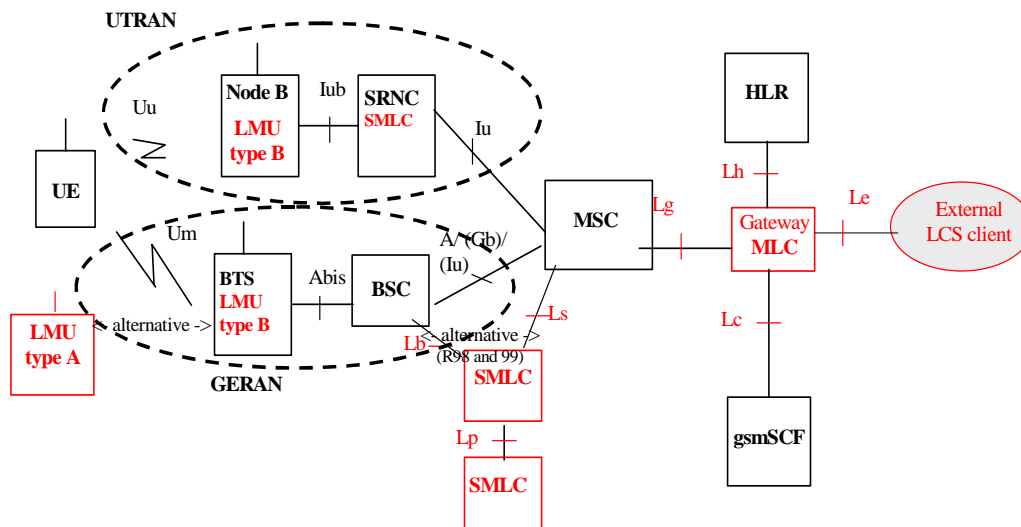 UTRAN
Uu
Node B
LMU
type B
Iub
SRNC
SMLC
Iu
HLR
UE
Lh
Le
MSC
Lg
Gateway
MLC
External
LCS client
Um
A/ (Gb)/
(Iu)
BTS
LMU
type B
Abis
BSC
Ls
Lc
LMU
type A
< alternative ->
Lb
<- alternative ->
(R98 and 99)
GERAN
SMLC
gsmSCF
Lp
SMLC